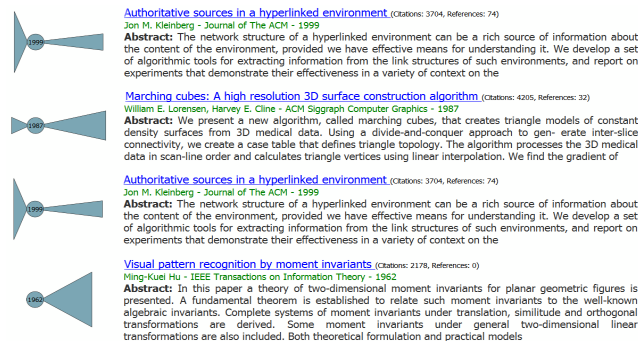 Authoritative sources in a hyperlinked environment (Citations: 3704, References: 74)
Jon M. Kleinberg - Journal of The ACM - 1999
1999
Abstract: The network structure of a hyperlinked environment can be a rich source of information about
the content of the environment, provided we have effective means for understanding it. We develop a set
of algorithmic tools for extracting information from the link structures of such environments, and report on
experiments that demonstrate their effectiveness in a variety of context on the
Marching cubes: A high resolution 3D surface construction algorithm (Citations: 4205, References: 32)
William E. Lorensen, Harvey E. Cline - ACM Siggraph Computer Graphics - 1987
1987
Abstract: We present a new algorithm, called marching cubes, that creates triangle models of constant
density surfaces from 3D medical data. Using a divide-and-conquer approach to gen- erate inter-slice
connectivity, we create a case table that defines triangle topology. The algorithm processes the 3D medical
data in scan-line order and calculates triangle vertices using linear interpolation. We find the gradient of
Authoritative sources in a hyperlinked environment (Citations: 3704, References: 74)
Jon M. Kleinberg - Journal of The ACM - 1999
1999
Abstract: The network structure of a hyperlinked environment can be a rich source of information about
the content of the environment, provided we have effective means for understanding it. We develop a set
of algorithmic tools for extracting information from the link structures of such environments, and report on
experiments that demonstrate their effectiveness in a variety of context on the
Visual pattern recognition by moment invariants (Citations: 2178, References: 0)
Ming-Kuei Hu - IEEE Transactions on Information Theory - 1962
1962
Abstract: In this paper a theory of two-dimensional moment invariants for planar geometric figures is
presented. A fundamental theorem is established to relate such moment invariants to the well-known
algebraic invariants. Complete systems of moment invariants under translation, similitude and orthogonal
transformations are derived. Some moment invariants under general two-dimensional linear
transformations are also included. Both theoretical formulation and practical models